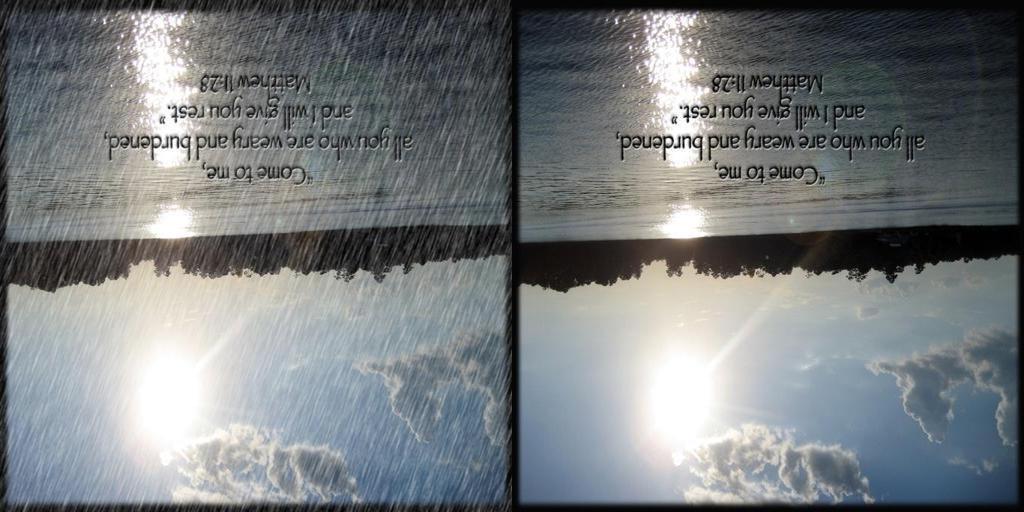 "Come to me,
all you who are weary and burdened,
and I will give you rest."
Matthew 11:28
"Come to me,
all you who are weary and burdened,
and I will give you rest."
Matthew 11:28